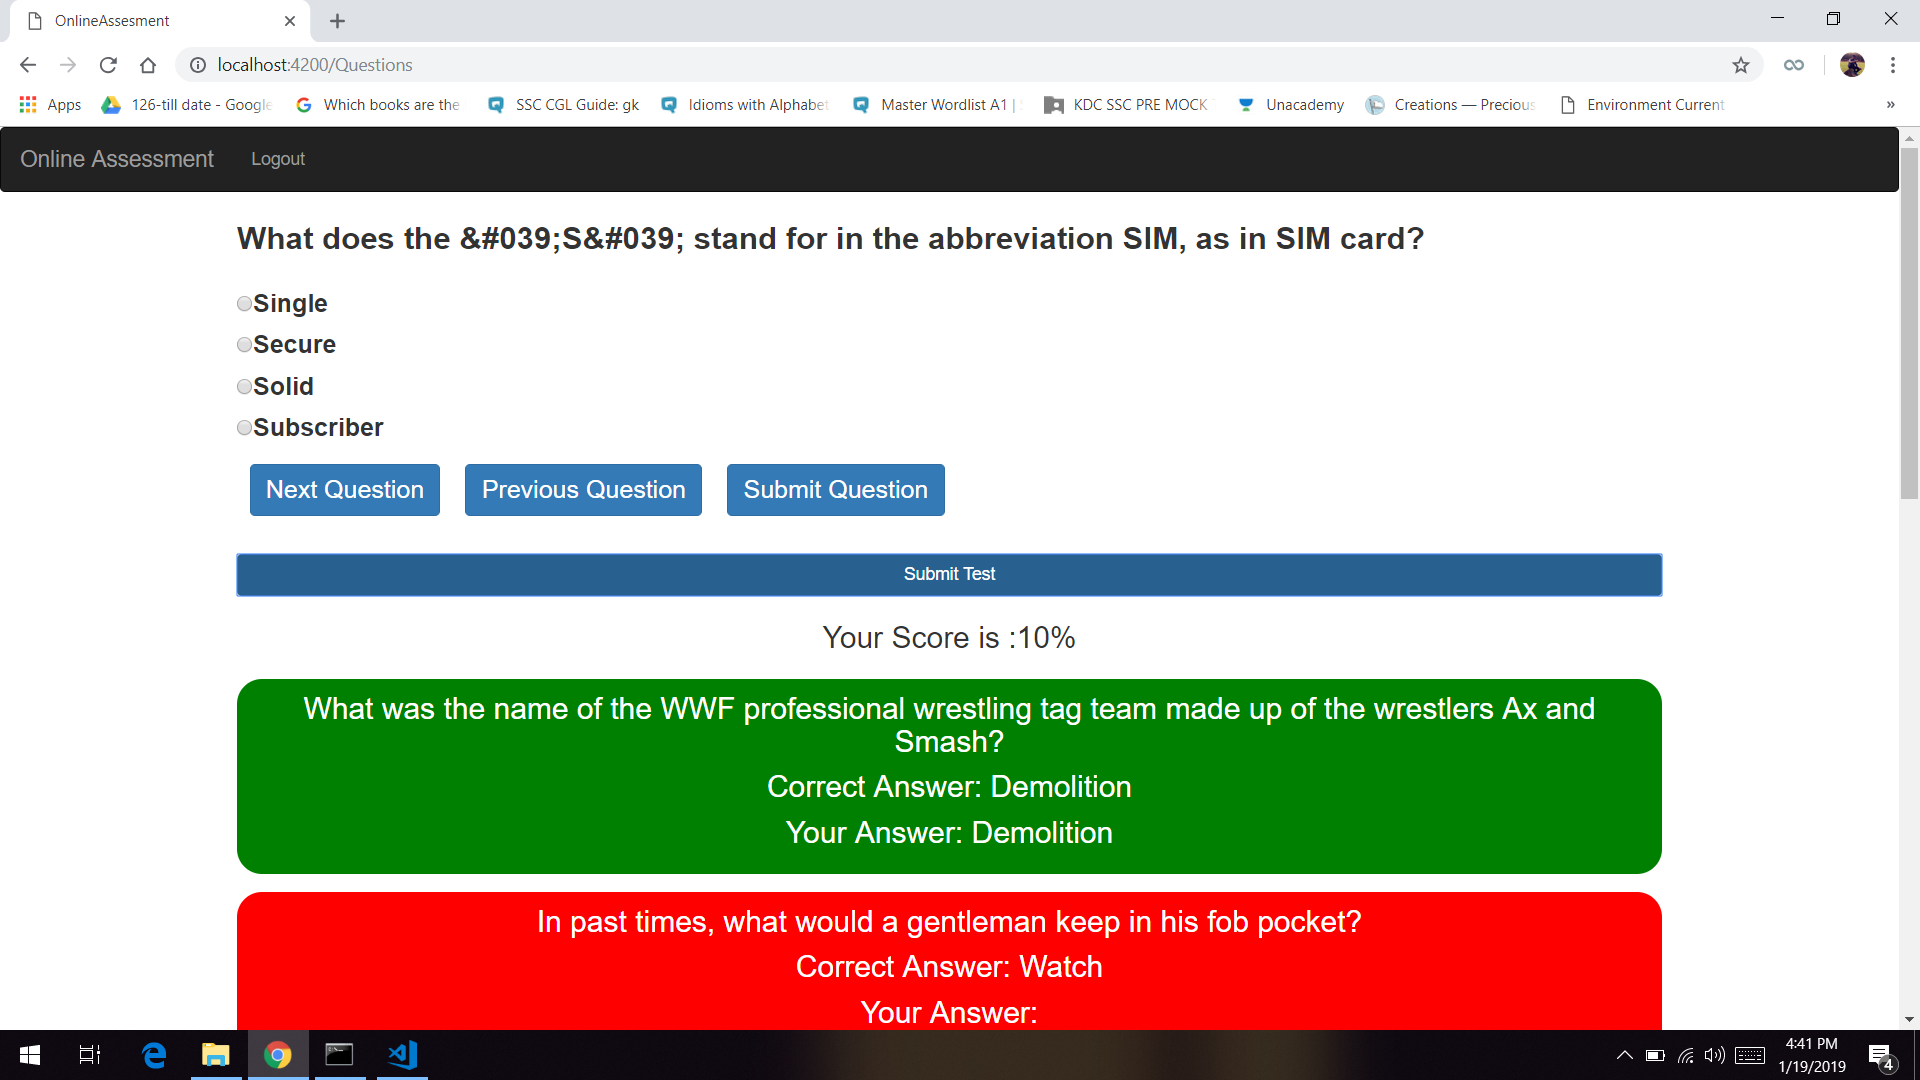 OnlineAssesment
localhost:4200/Questions
Apps
126-till date - Google
Which books are the
SSC CGL Guide: gk
Idioms with Alphabet
Master Wordlist A1 |
KDC SSC PRE MOCK
Unacademy
Creations — Precious
Environment Current
»
Online Assessment
Logout
What does the &#039;S&#039; stand for in the abbreviation SIM, as in SIM card?
Single
Secure
Solid
Subscriber
Next Question
Previous Question
Submit Question
Submit Test
Your Score is :10%
What was the name of the WWF professional wrestling tag team made up of the wrestlers Ax and
Smash?
Correct Answer: Demolition
Your Answer: Demolition
In past times, what would a gentleman keep in his fob pocket?
Correct Answer: Watch
Your Answer:
4:41 PM
1/19/2019
4